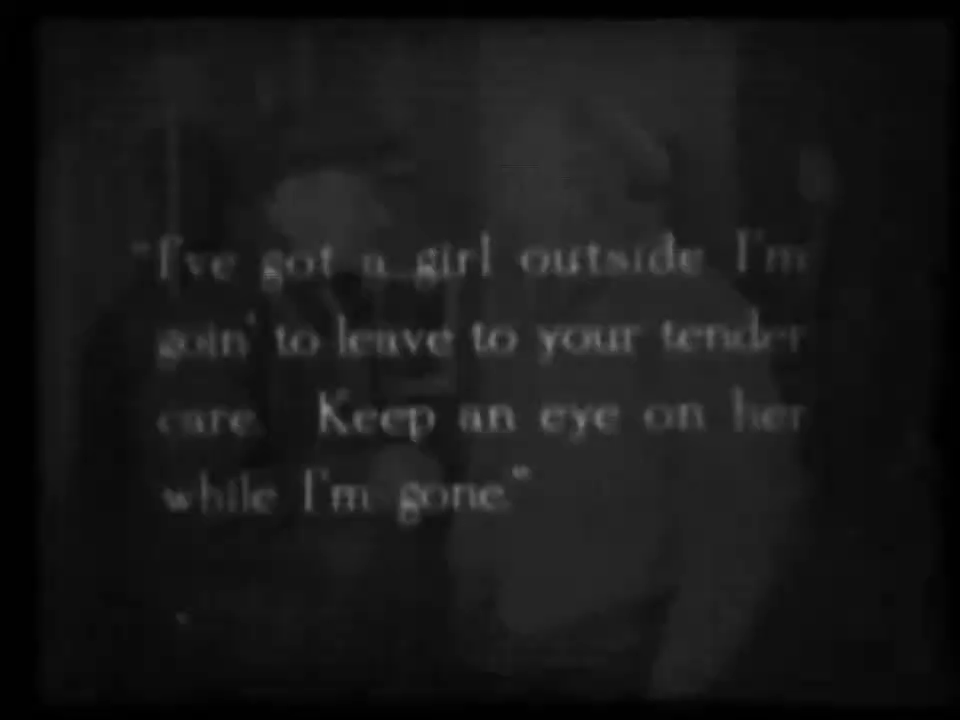 "I've got a girl outside I'm
goin' to leave to your tender
care. Keep an eye on her
while I'm gone."